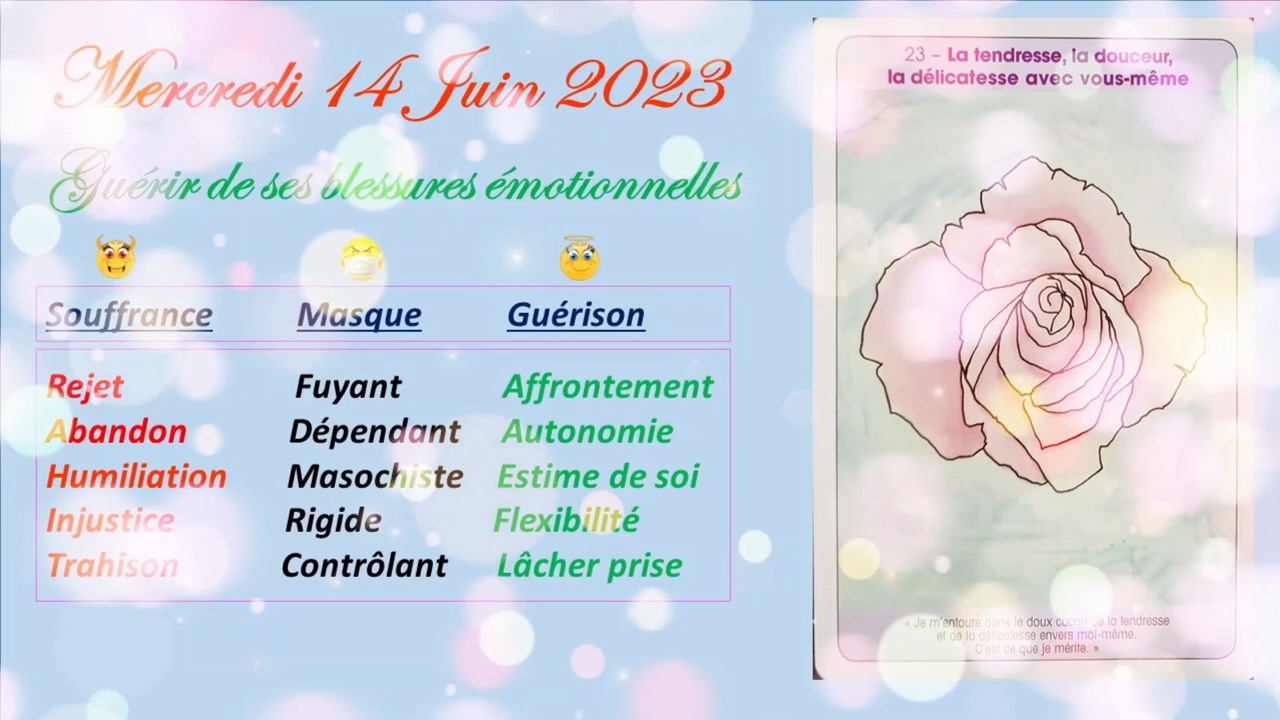 Mercredi 14 Juin 2023
Guérir de ses blessures émotionnelles
Souffrance Masque Guérison
Rejet Fuyant Affrontement
Abandon Dépendant Autonomie
Humiliation Masochiste Estime de soi
Injustice Rigide Flexibilité
Trahison Contrôlant Lâcher prise
23 – La tendresse, la douceur,
la délicatesse avec vous-même
« Je m'entoure dans le doux cocon de la tendresse
et de la délicatesse envers moi-même.
C'est ce que je mérite. »